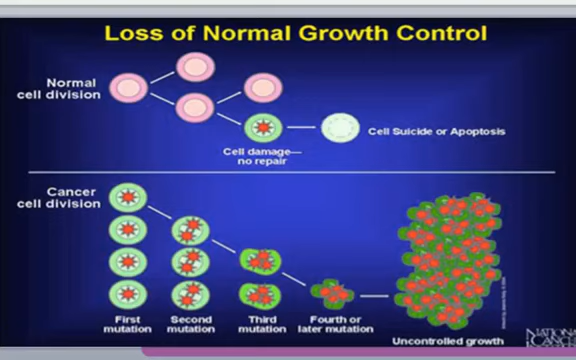 Loss of Normal Growth Control
Normal
cell division
Cell Suicide or Apoptosis
Cell damage—
no repair
Cancer
cell division
First
mutation
Second
mutation
Third
mutation
Fourth or
later mutation
Uncontrolled growth